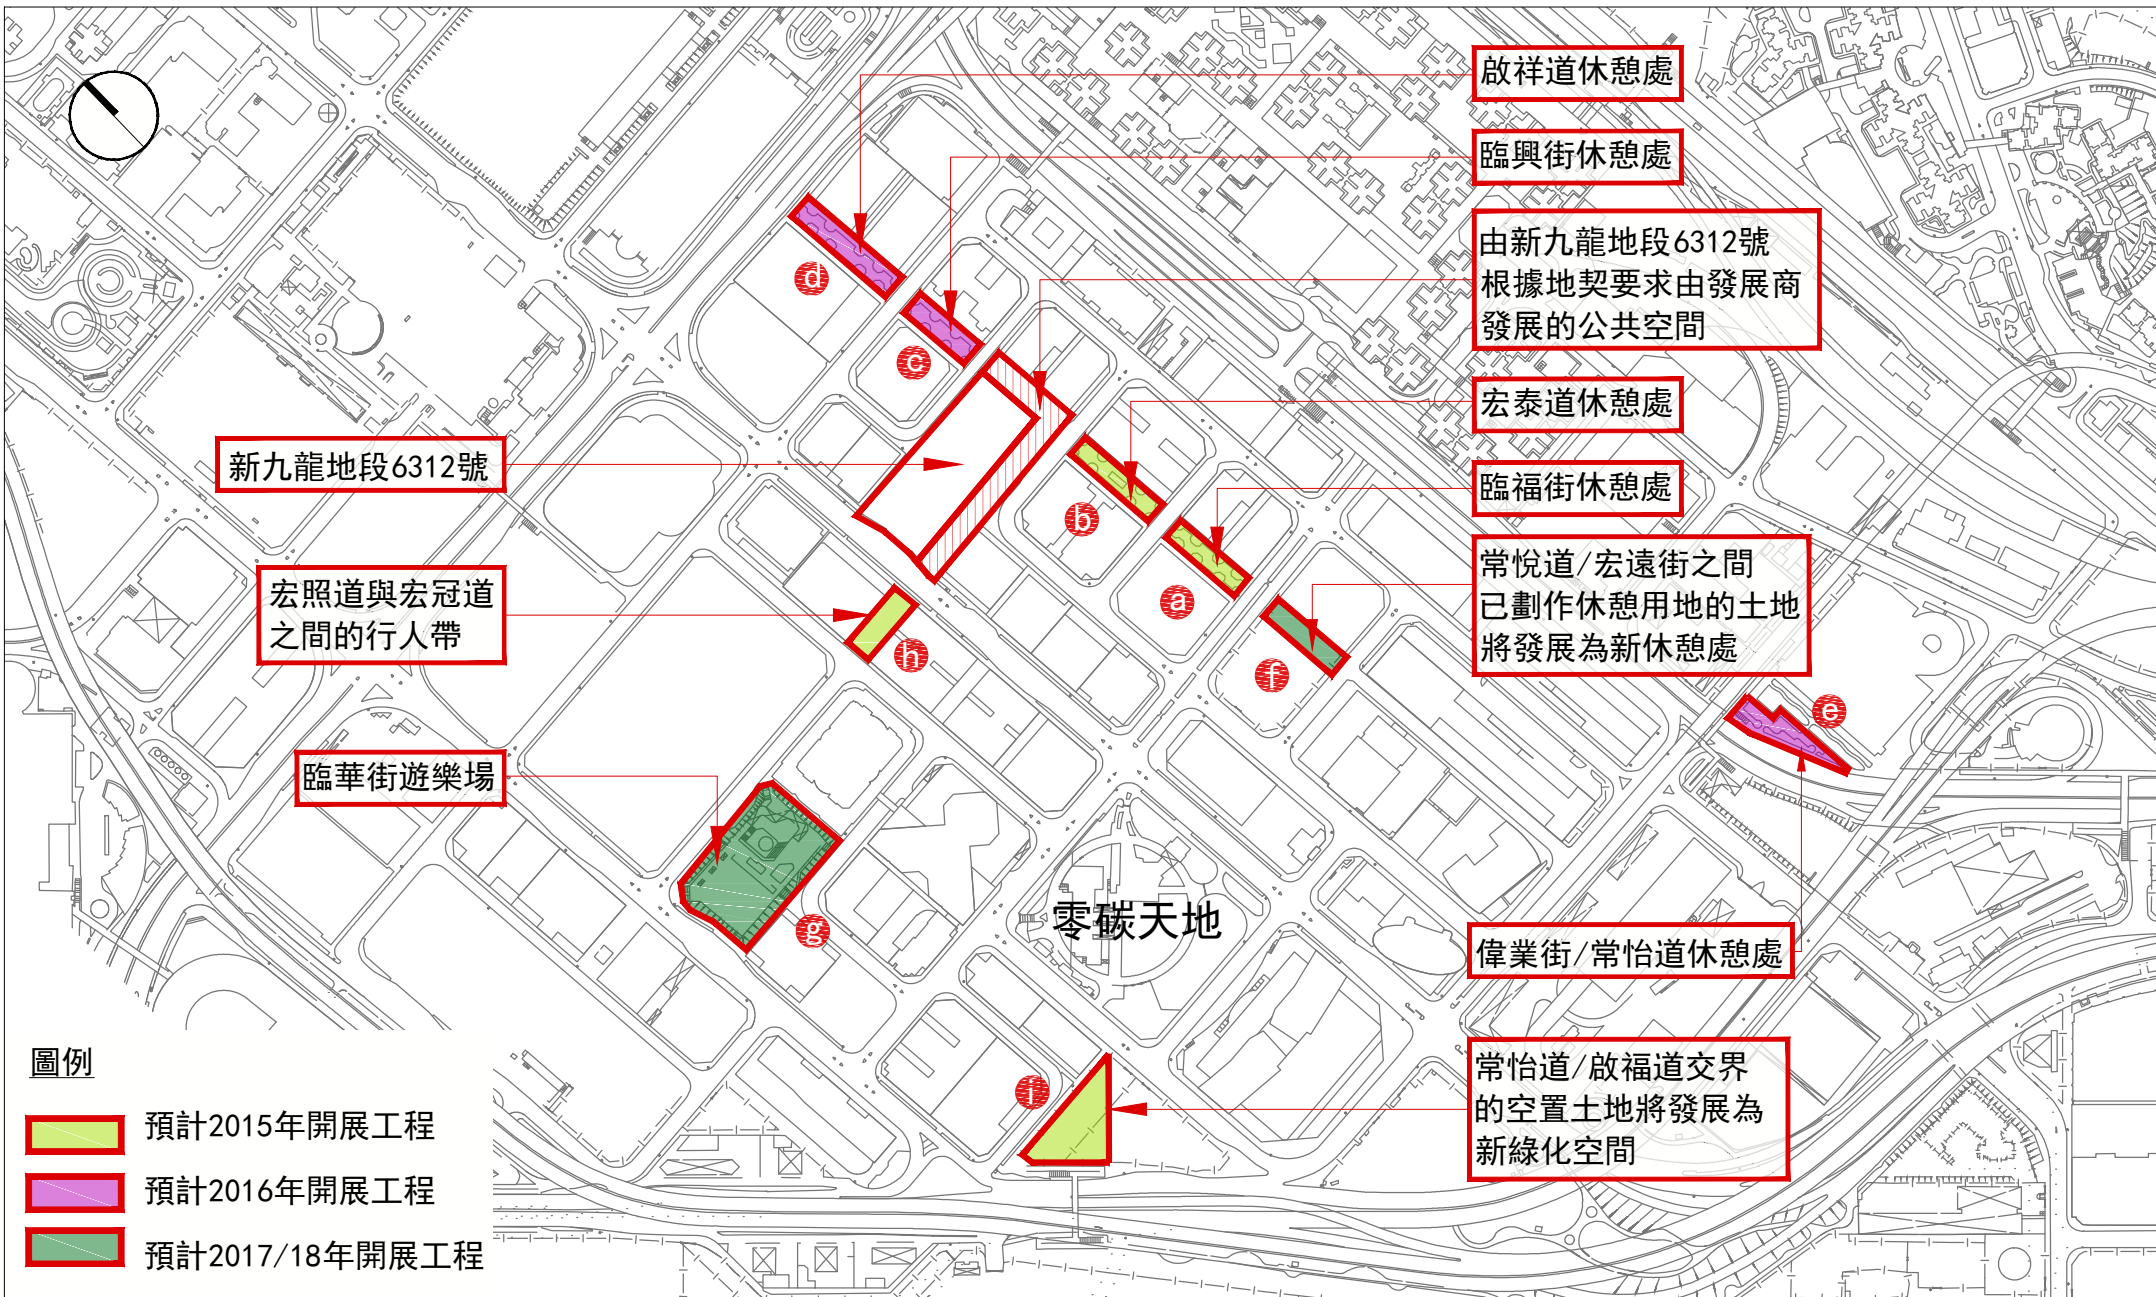 啟祥道休憩處
臨興街休憩處
由新九龍地段6312號
根據地契要求由發展商
發展的公共空間
宏泰道休憩處
臨福街休憩處
常悅道/宏遠街之間
已劃作休憩用地的土地
將發展為新休憩處
新九龍地段6312號
宏照道與宏冠道
之間的行人帶
臨華街遊樂場
d
c
b
a
f
h
e
g
i
零碳天地
偉業街/常怡道休憩處
常怡道/啟福道交界
的空置土地將發展為
新綠化空間
圖例
預計2015年開展工程
預計2016年開展工程
預計2017/18年開展工程